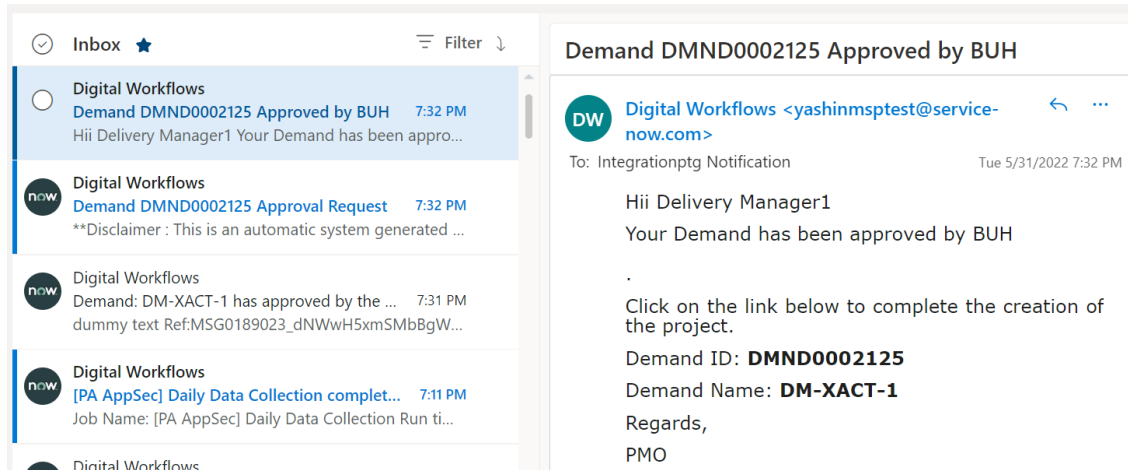 Inbox
Filter
Digital Workflows
Demand DMND0002125 Approved by BUH 7:32 PM
Hii Delivery Manager1 Your Demand has been appro...
now
Digital Workflows
Demand DMND0002125 Approval Request 7:32 PM
**Disclaimer : This is an automatic system generated ...
now
Digital Workflows
Demand: DM-XACT-1 has approved by the ... 7:31 PM
dummy text Ref:MSG0189023_dNWwH5xmSMbBgW...
now
Digital Workflows
[PA AppSec] Daily Data Collection complet... 7:11 PM
Job Name: [PA AppSec] Daily Data Collection Run ti...
Digital Workflows
Demand DMND0002125 Approved by BUH
DW
Digital Workflows <yashinmsptest@service-
now.com>
To: Integrationptg Notification Tue 5/31/2022 7:32 PM
Hii Delivery Manager1
Your Demand has been approved by BUH
.
Click on the link below to complete the creation of
the project.
Demand ID: DMND0002125
Demand Name: DM-XACT-1
Regards,
PMO